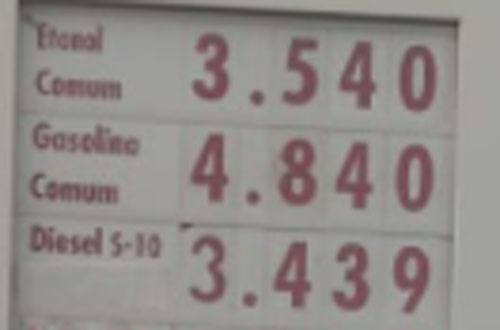 Etanol
Comum 3.540
Gasolina
Comum 4.840
Diesel S-10 3.439